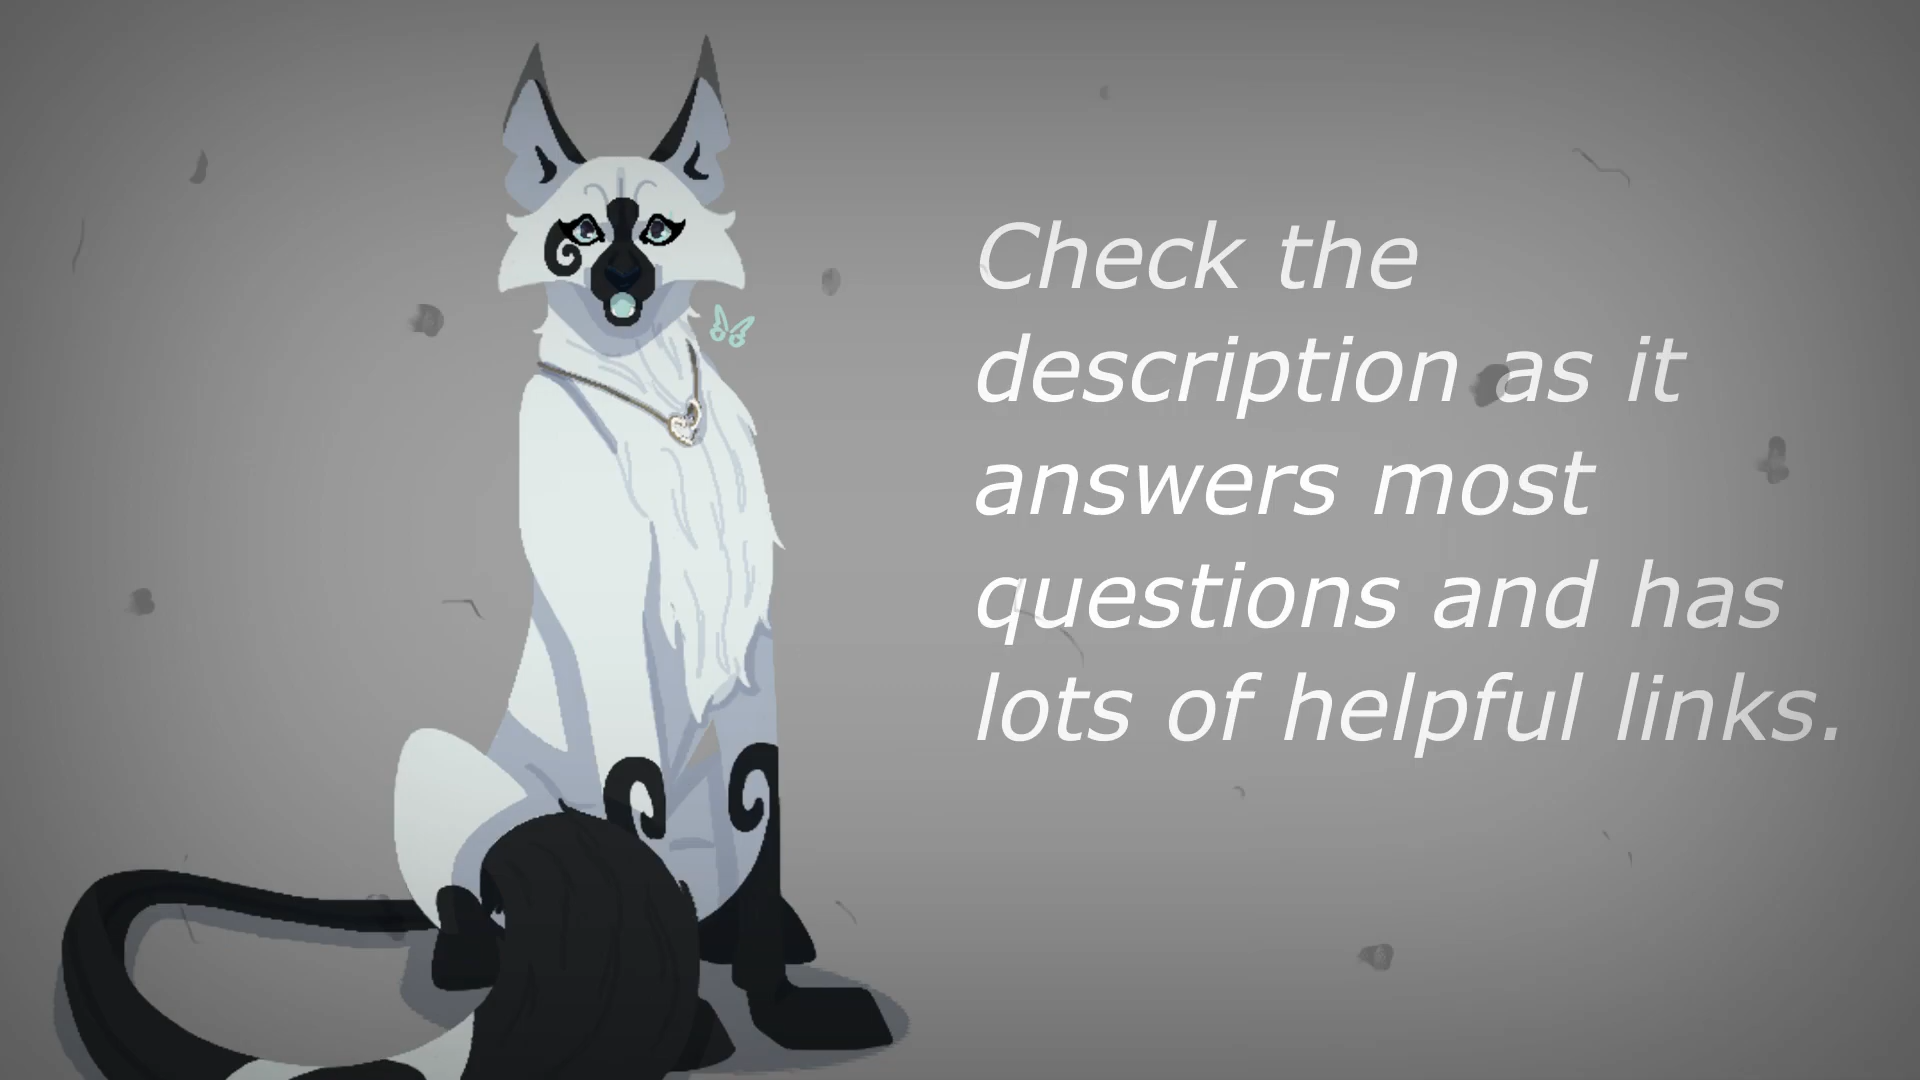 Check the
description as it
answers most
questions and has
lots of helpful links.